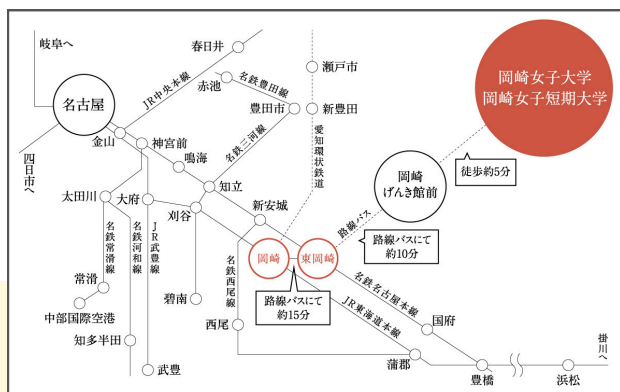 岐阜へ
春日井
瀬戸市
岡崎女子大学
岡崎女子短期大学
名鉄豊田線
赤池
JR中央本線
名古屋
豊田市
新豊田
金山
神宮前
名鉄三河線
愛知環状鉄道
鳴海
四日市へ
徒歩約5分
岡崎
げんき館前
知立
太田川
大府
刈谷
新安城
路線バス
路線バスにて
約10分
名鉄常滑線
名鉄河和線
JR武豊線
名鉄西尾線
岡崎
東岡崎
常滑
中部国際空港
碧南
路線バスにて
約15分
名鉄名古屋本線
JR東海道本線
西尾
国府
知多半田
掛川へ
蒲郡
武豊
豊橋
浜松